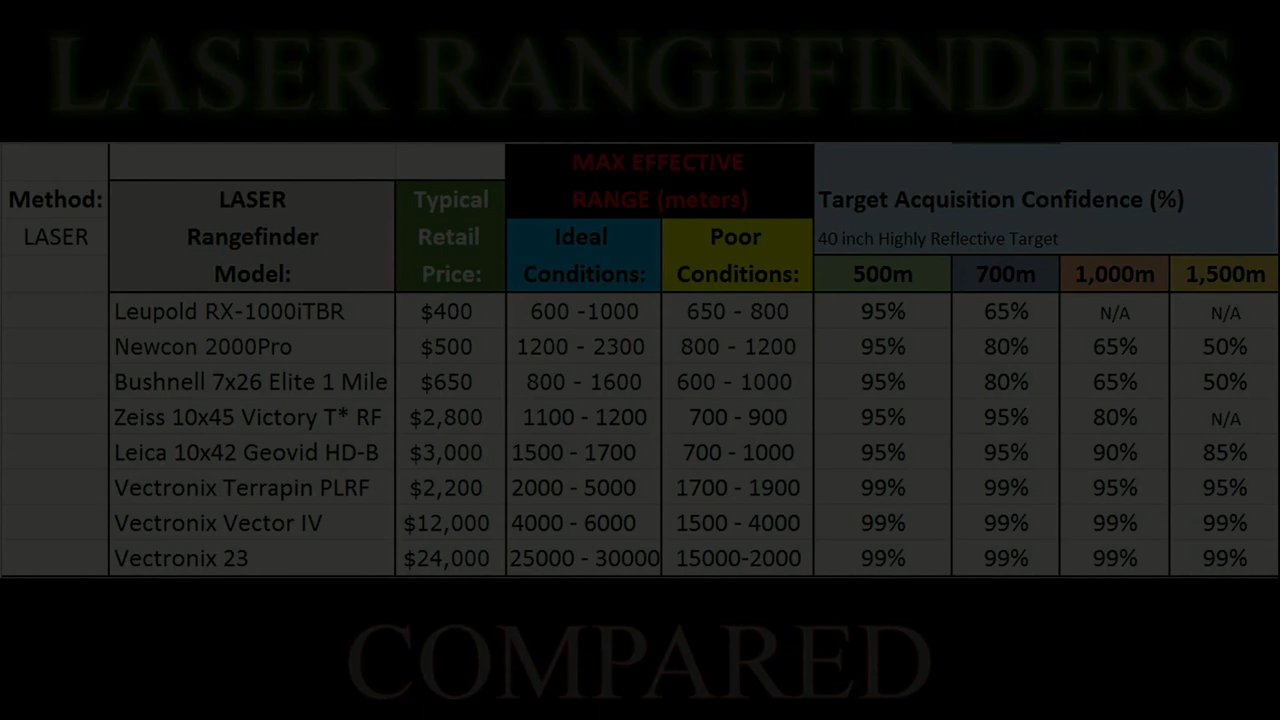 LASER RANGEFINDERS
MAX EFFECTIVE
Method: LASER Typical RANGE (meters) Target Acquisition Confidence (%)
LASER Rangefinder Retail Ideal Poor 40 inch Highly Reflective Target
Model: Price: Conditions: Conditions: 500m 700m 1,000m 1,500m
Leupold RX-1000iTBR $400 600 -1000 650 - 800 95% 65% N/A N/A
Newcon 2000Pro $500 1200 - 2300 800 - 1200 95% 80% 65% 50%
Bushnell 7x26 Elite 1 Mile $650 800 - 1600 600 - 1000 95% 80% 65% 50%
Zeiss 10x45 Victory T* RF $2,800 1100 - 1200 700 - 900 95% 95% 80% N/A
Leica 10x42 Geovid HD-B $3,000 1500 - 1700 700 - 1000 95% 95% 90% 85%
Vectronix Terrapin PLRF $2,200 2000 - 5000 1700 - 1900 99% 99% 95% 95%
Vectronix Vector IV $12,000 4000 - 6000 1500 - 4000 99% 99% 99% 99%
Vectronix 23 $24,000 25000 - 30000 15000-2000 99% 99% 99% 99%
COMPARED